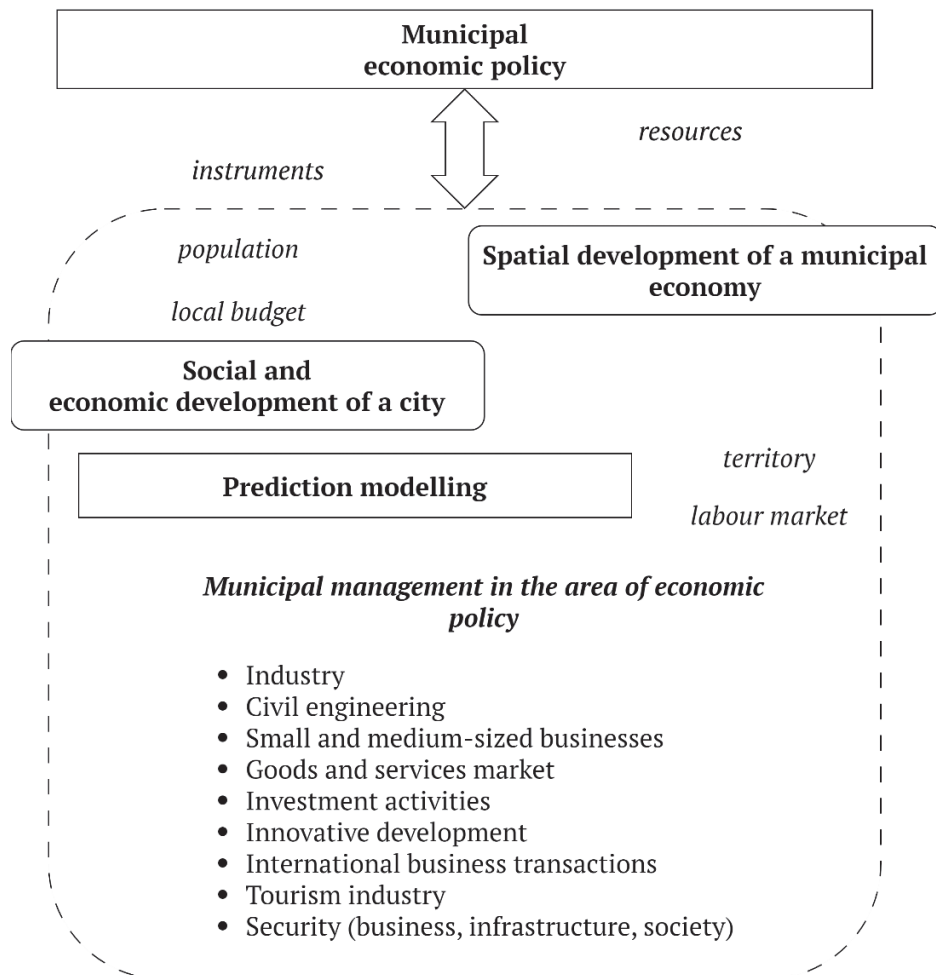 Municipal
economic policy
resources
instruments
population
Spatial development of a municipal
economy
local budget
Social and
economic development of a city
territory
Prediction modelling
labour market
Municipal management in the area of economic
policy
• Industry
• Civil engineering
• Small and medium-sized businesses
• Goods and services market
• Investment activities
• Innovative development
• International business transactions
• Tourism industry
• Security (business, infrastructure, society)